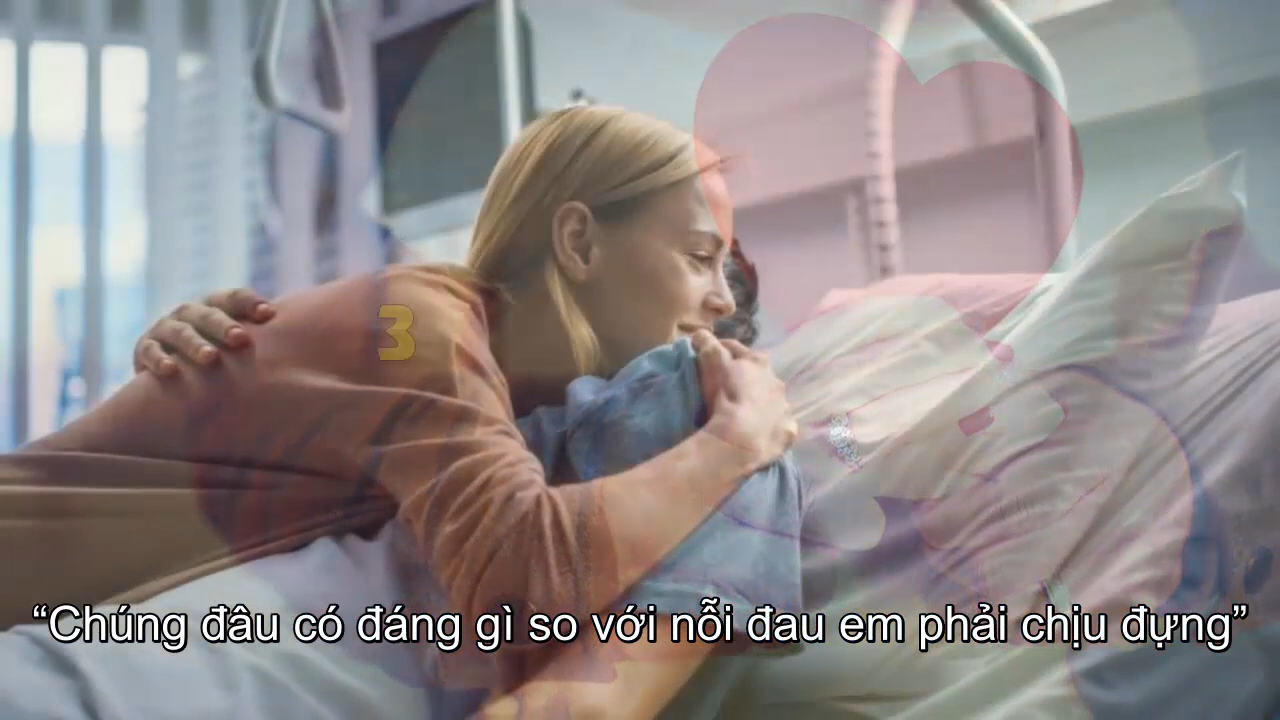 3
“Chúng đâu có đáng gì so với nỗi đau em phải chịu đựng”